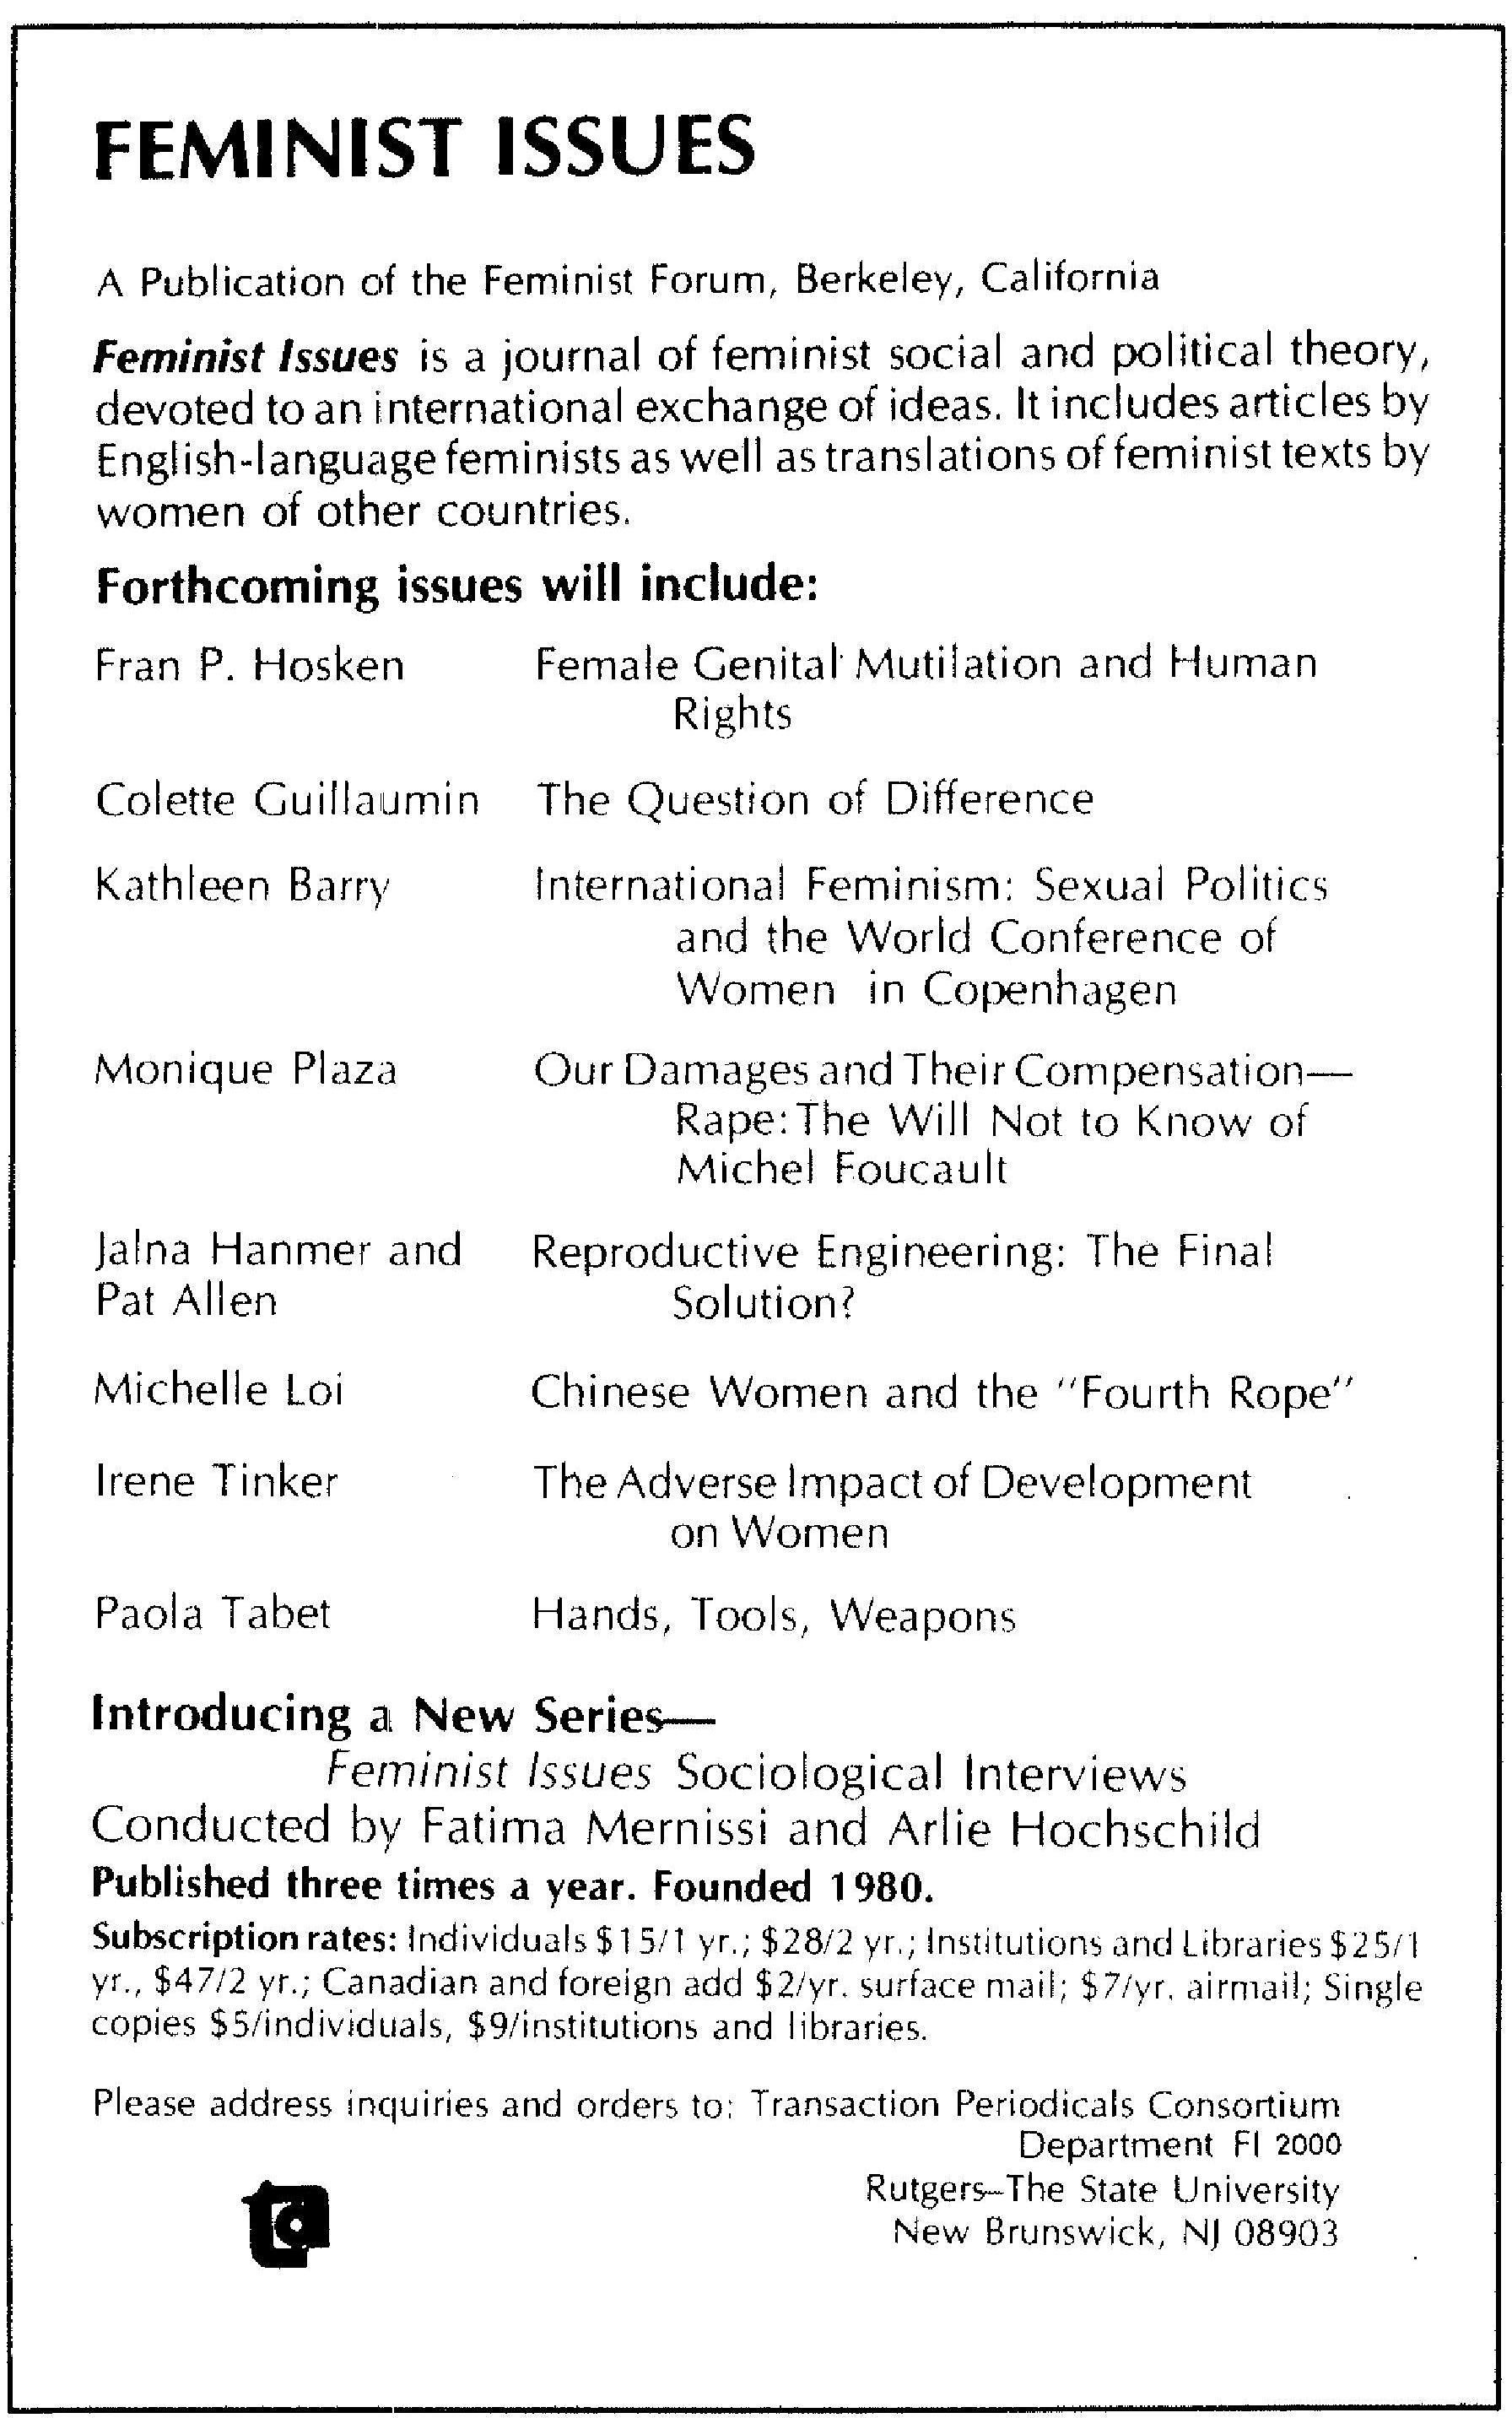 FEMINIST ISSUES
A Publication of the Feminist Forum, Berkeley, California
Feminist Issues is a journal of feminist social and political theory,
devoted to an international exchange of ideas. It includes articles by
English-language feminists as well as translations of feminist texts by
women of other countries.
Forthcoming issues will include:
Fran P. Hosken Female Genital Mutilation and Human
Rights
Colette Guillaumin The Question of Difference
Kathleen Barry International Feminism: Sexual Politics
and the World Conference of
Women in Copenhagen
Monique Plaza Our Damages and Their Compensation—
Rape: The Will Not to Know of
Michel Foucault
Jalna Hanmer and Reproductive Engineering: The Final
Pat Allen Solution?
Michelle Loi Chinese Women and the "Fourth Rope"
Irene Tinker The Adverse Impact of Development
on Women
Paola Tabet Hands, Tools, Weapons
Introducing a New Series—
Feminist Issues Sociological Interviews
Conducted by Fatima Mernissi and Arlie Hochschild
Published three times a year. Founded 1980.
Subscription rates: Individuals $15/1 yr.; $28/2 yr.; Institutions and Libraries $25/1
yr., $47/2 yr.; Canadian and foreign add $2/yr. surface mail; $7/yr. airmail; Single
copies $5/individuals, $9/institutions and libraries.
Please address inquiries and orders to: Transaction Periodicals Consortium
Department FI 2000
Rutgers—The State University
New Brunswick, NJ 08903